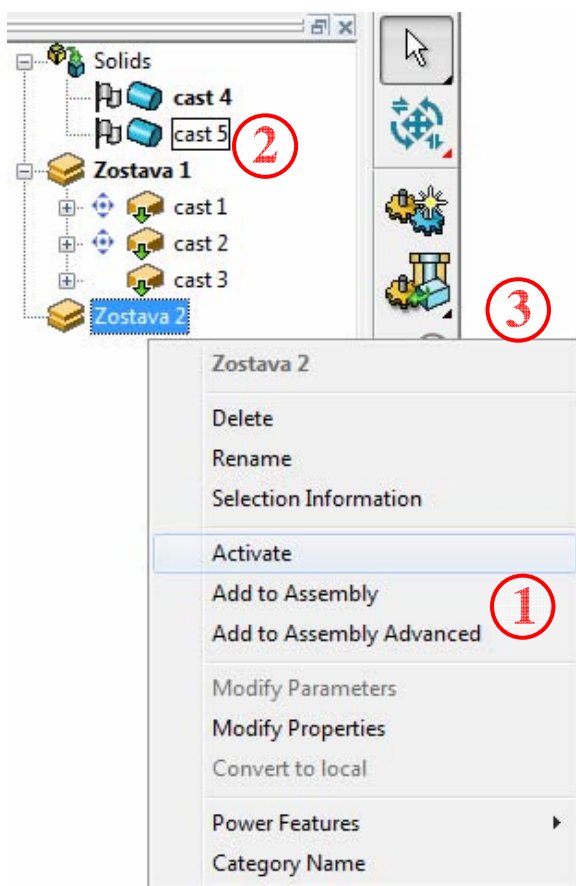 Solids
cast 4
cast 5
2
Zostava 1
cast 1
cast 2
cast 3
3
Zostava 2
Zostava 2
Delete
Rename
Selection Information
Activate
Add to Assembly
1
Add to Assembly Advanced
Modify Parameters
Modify Properties
Convert to local
Power Features
Category Name